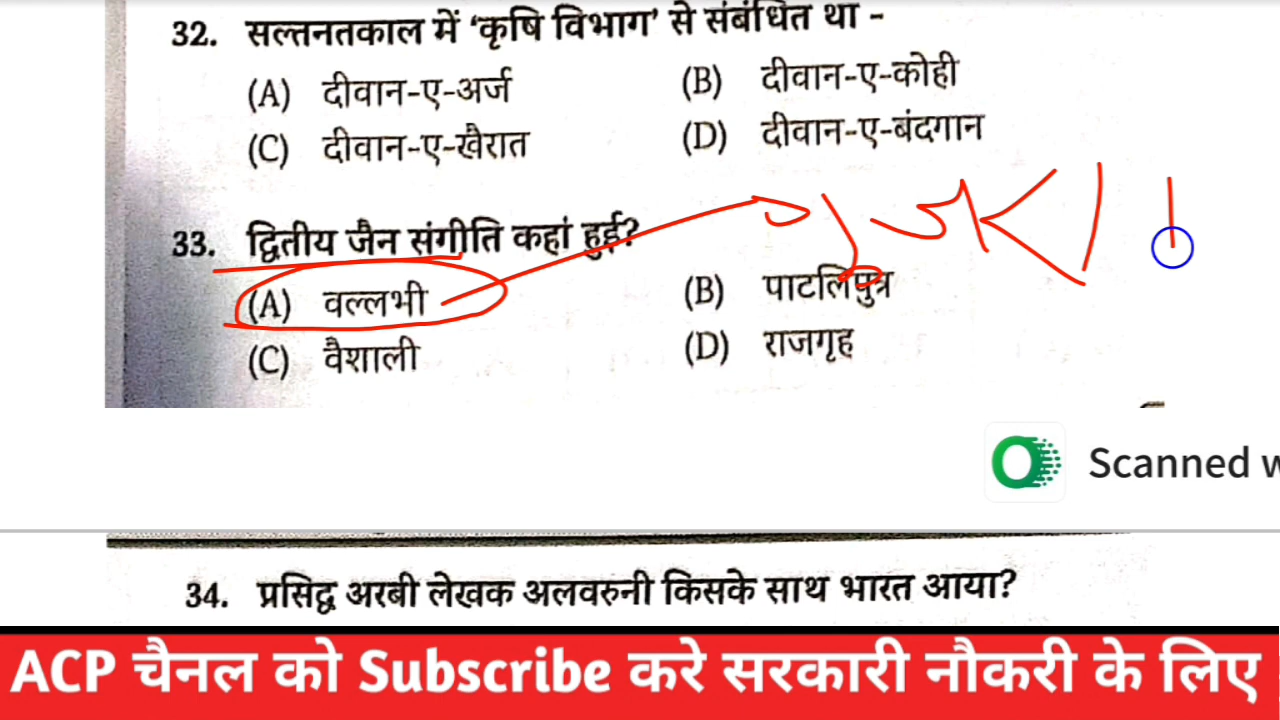 32. सल्तनतकाल में ‘कृषि विभाग’ से संबंधित था -
(A) दीवान-ए-अर्ज (B) दीवान-ए-कोही
(C) दीवान-ए-खैरात (D) दीवान-ए-बंदगान
33. द्वितीय जैन संगीति कहां हुई?
(A) वल्लभी (B) पाटलिपुत्र
(C) वैशाली (D) राजगृह
Scanned w
34. प्रसिद्ध अरबी लेखक अलवरुनी किसके साथ भारत आया?
ACP चैनल को Subscribe करे सरकारी नौकरी के लिए